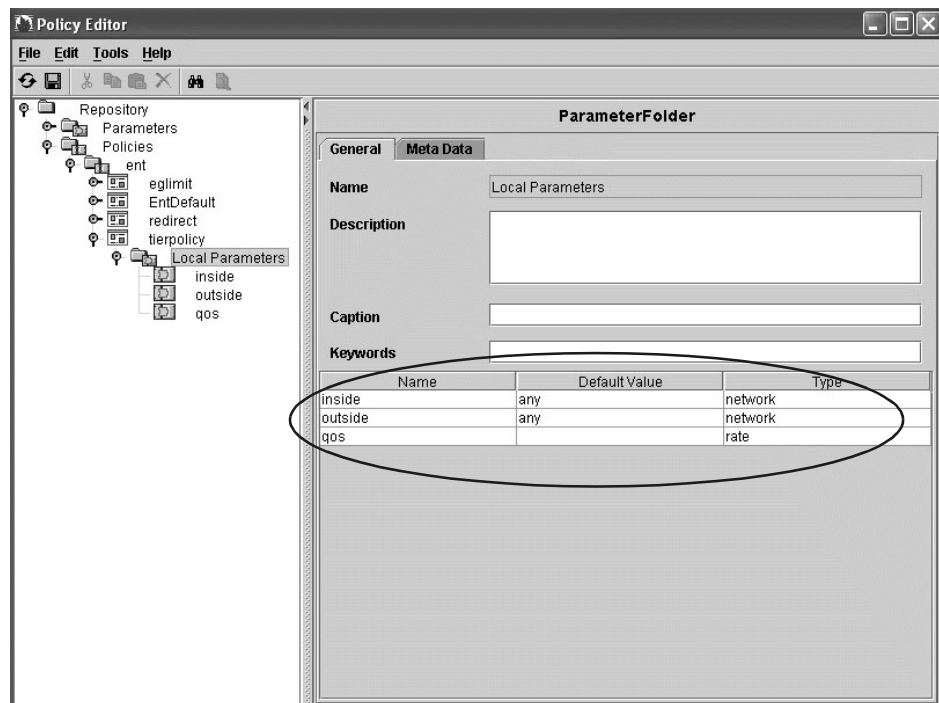 Policy Editor
File Edit Tools Help
Repository
Parameters
Policies
ent
eglimit
EntDefault
redirect
tierpolicy
Local Parameters
inside
outside
qos
ParameterFolder
General Meta Data
Name Local Parameters
Description
Caption
Keywords
Name Default Value Type
inside any network
outside any network
qos rate